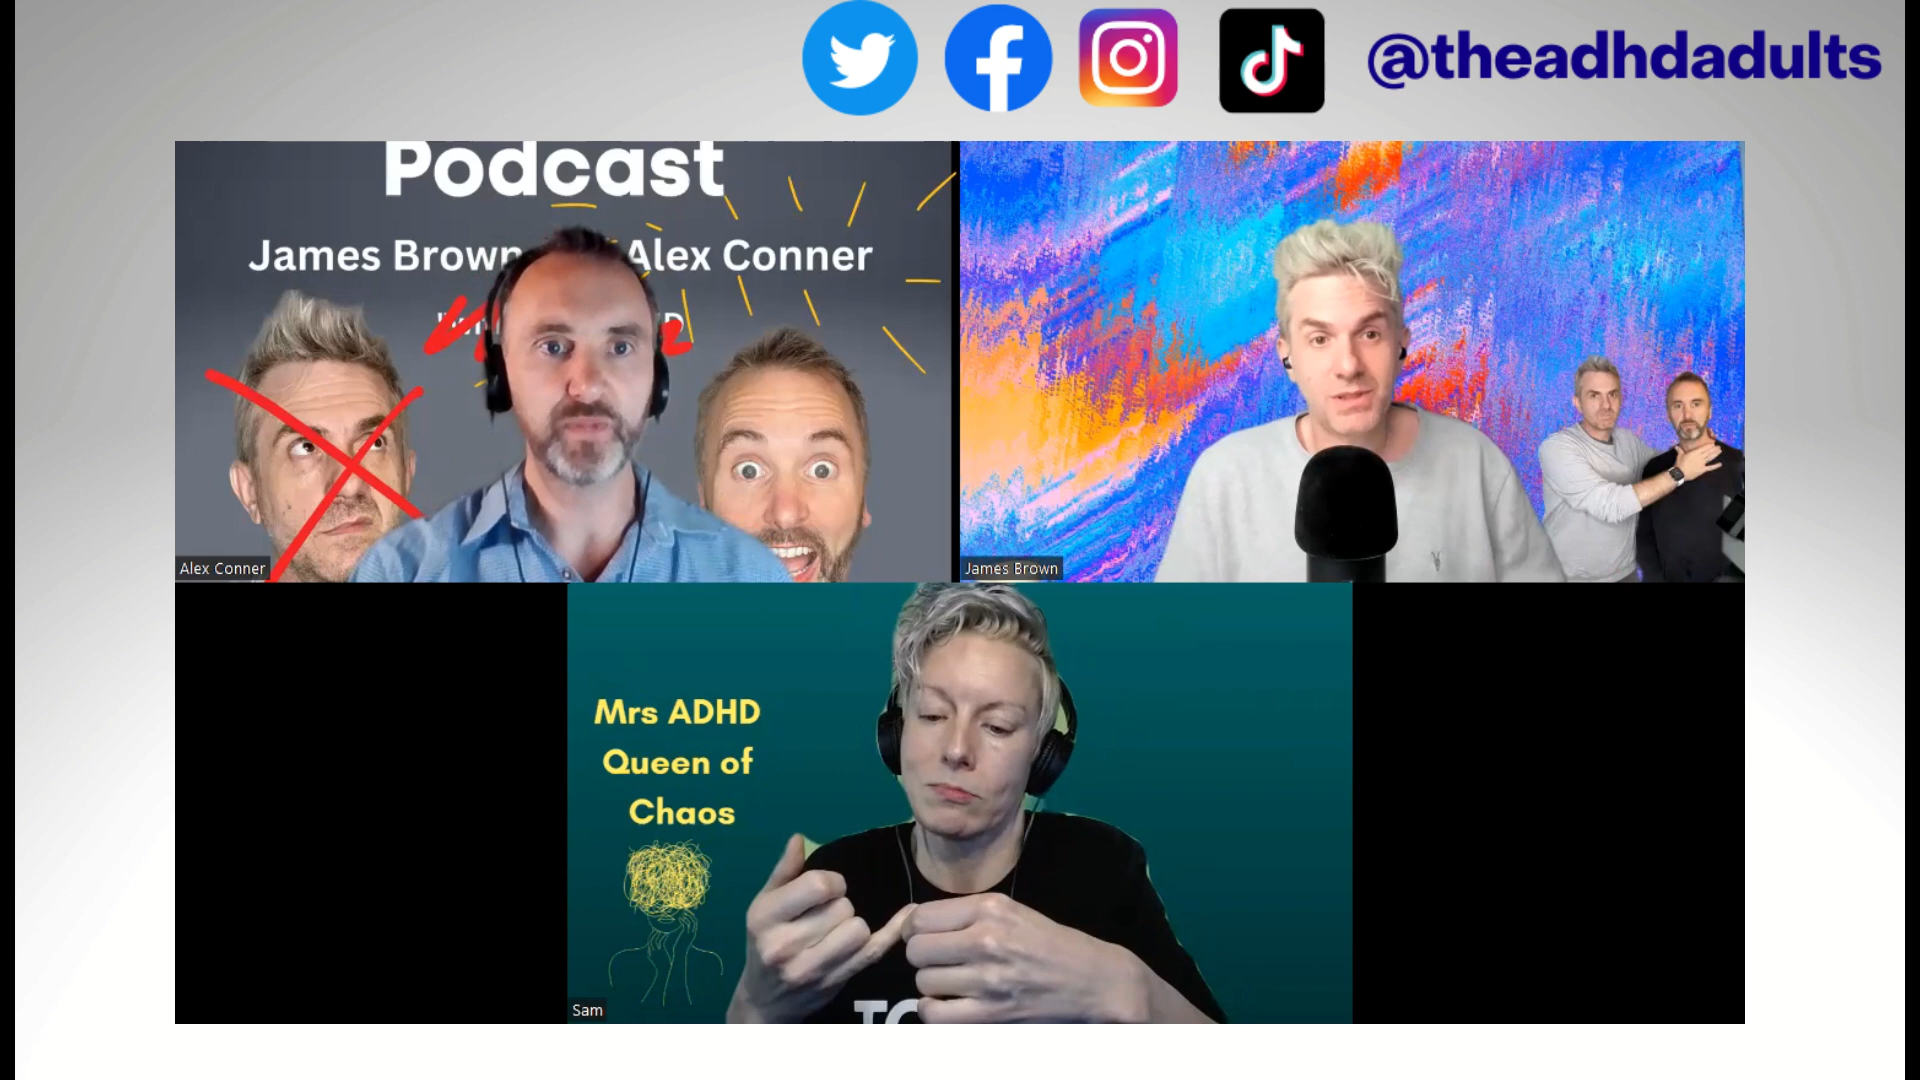 @theadhdadults
Podcast
James Brown Alex Conner
Alex Conner
James Brown
Mrs ADHD
Queen of
Chaos
Sam